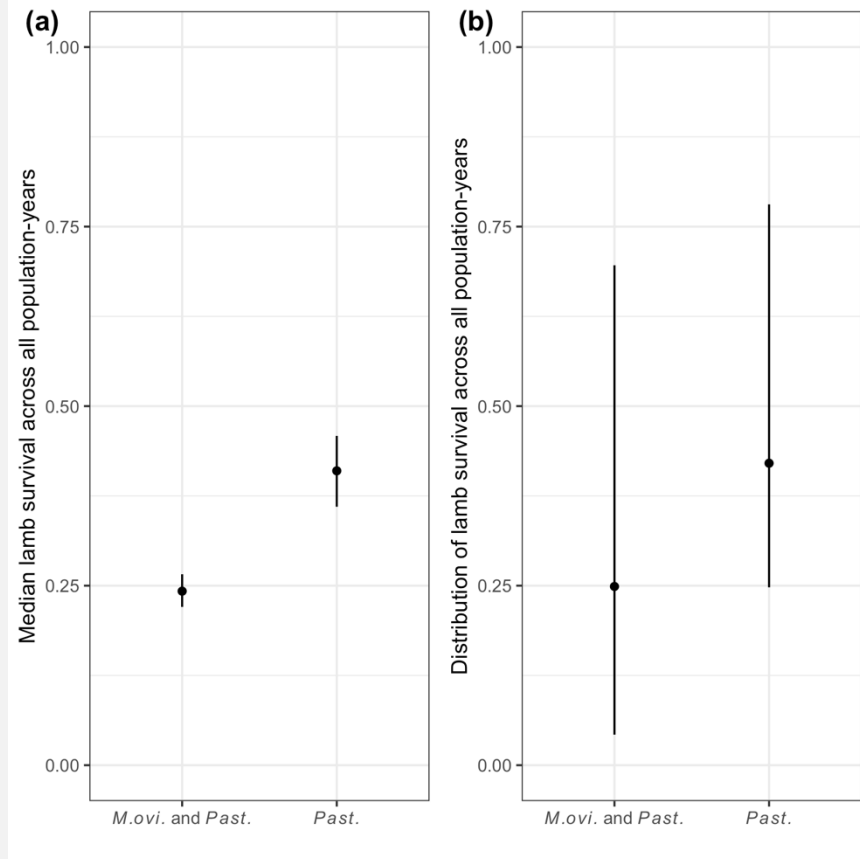 (a)
Median lamb survival across all population-years
1.00
0.75
0.50
0.25
0.00
M.ovi. and Past.
Past.
(b)
Distribution of lamb survival across all population-years
1.00
0.75
0.50
0.25
0.00
M.ovi. and Past.
Past.